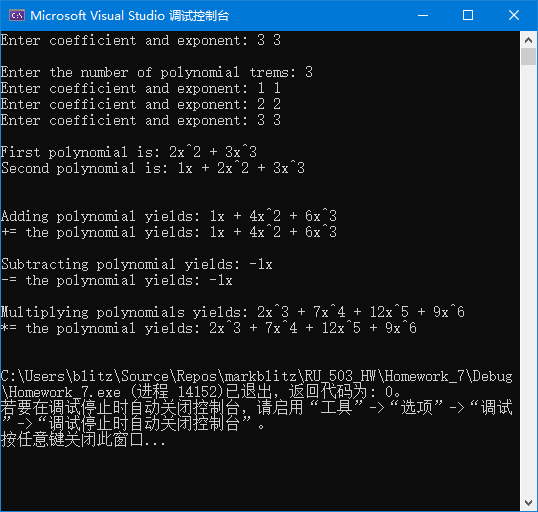 Microsoft Visual Studio 调试控制台
Enter coefficient and exponent: 3 3
Enter the number of polynomial trems: 3
Enter coefficient and exponent: 1 1
Enter coefficient and exponent: 2 2
Enter coefficient and exponent: 3 3
First polynomial is: 2x^2 + 3x^3
Second polynomial is: 1x + 2x^2 + 3x^3
Adding polynomial yields: 1x + 4x^2 + 6x^3
+= the polynomial yields: 1x + 4x^2 + 6x^3
Subtracting polynomial yields: -1x
-= the polynomial yields: -1x
Multiplying polynomials yields: 2x^3 + 7x^4 + 12x^5 + 9x^6
*= the polynomial yields: 2x^3 + 7x^4 + 12x^5 + 9x^6
C:\Users\blitz\Source\Repos\markblitz\RU_503_HW\Homework_7\Debug
\Homework_7.exe (进程 14152)已退出，返回代码为: 0。
若要在调试停止时自动关闭控制台，请启用“工具”->“选项”->“调试
”->“调试停止时自动关闭控制台”。
按任意键关闭此窗口...